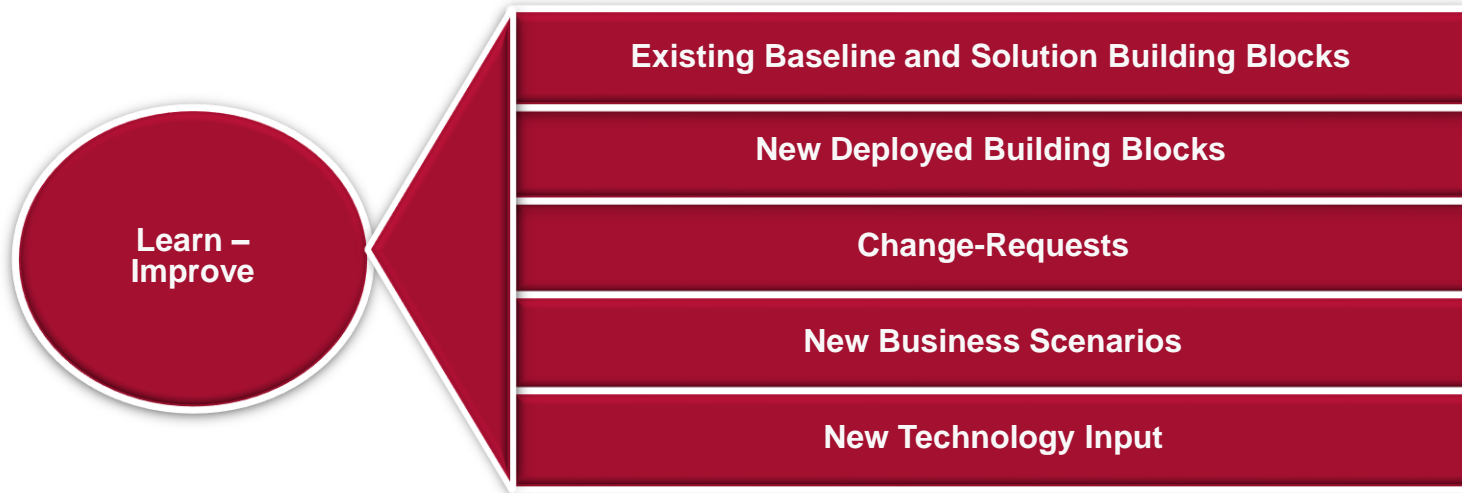 Existing Baseline and Solution Building Blocks
New Deployed Building Blocks
Learn –
Improve
Change-Requests
New Business Scenarios
New Technology Input